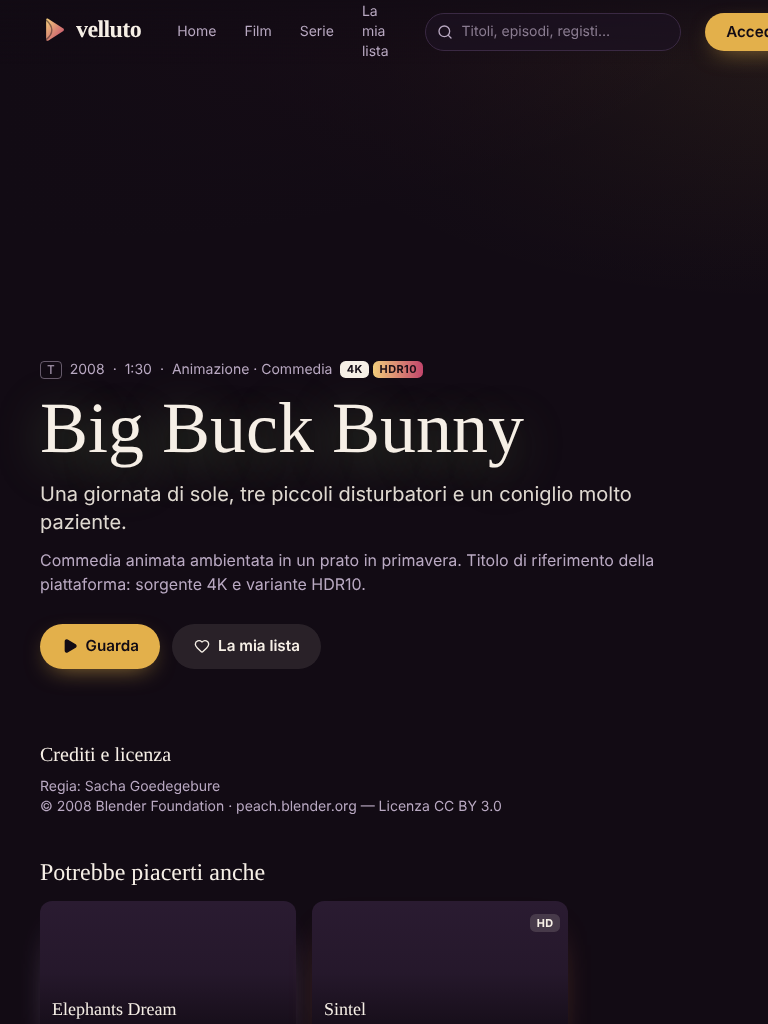 velluto
Home
Film
Serie
La
mia
lista
Titoli, episodi, registi...
T 2008 · 1:30 · Animazione · Commedia 4K HDR10
Big Buck Bunny
Una giornata di sole, tre piccoli disturbatori e un coniglio molto
paziente.
Commedia animata ambientata in un prato in primavera. Titolo di riferimento della
piattaforma: sorgente 4K e variante HDR10.
Guarda
La mia lista
Crediti e licenza
Regia: Sacha Goedegebure
© 2008 Blender Foundation · peach.blender.org — Licenza CC BY 3.0
Potrebbe piacerti anche
HD
Elephants Dream
Sintel